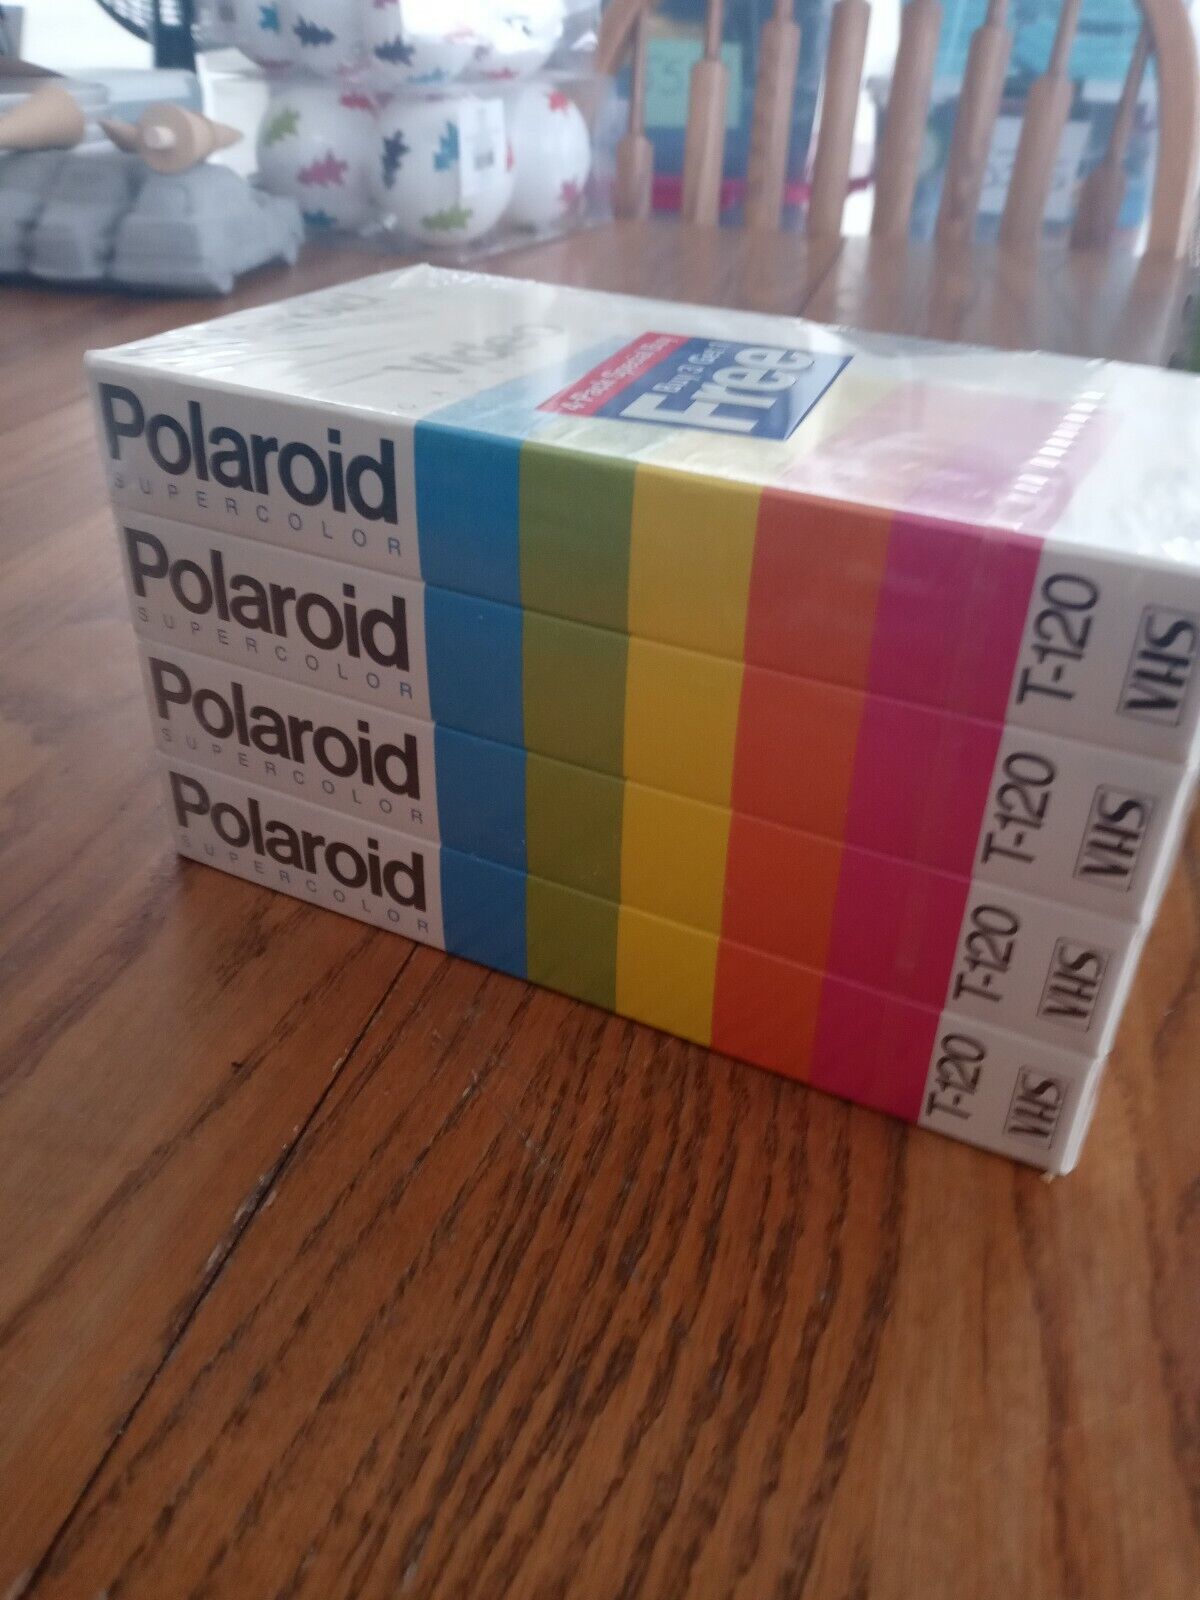 Video
4-Pack Special Buy
Buy 3 Get 1
Free
Polaroid
SUPERCOLOR
T-120
VHS
Polaroid
SUPERCOLOR
T-120
VHS
Polaroid
SUPERCOLOR
T-120
VHS
Polaroid
SUPERCOLOR
T-120
VHS